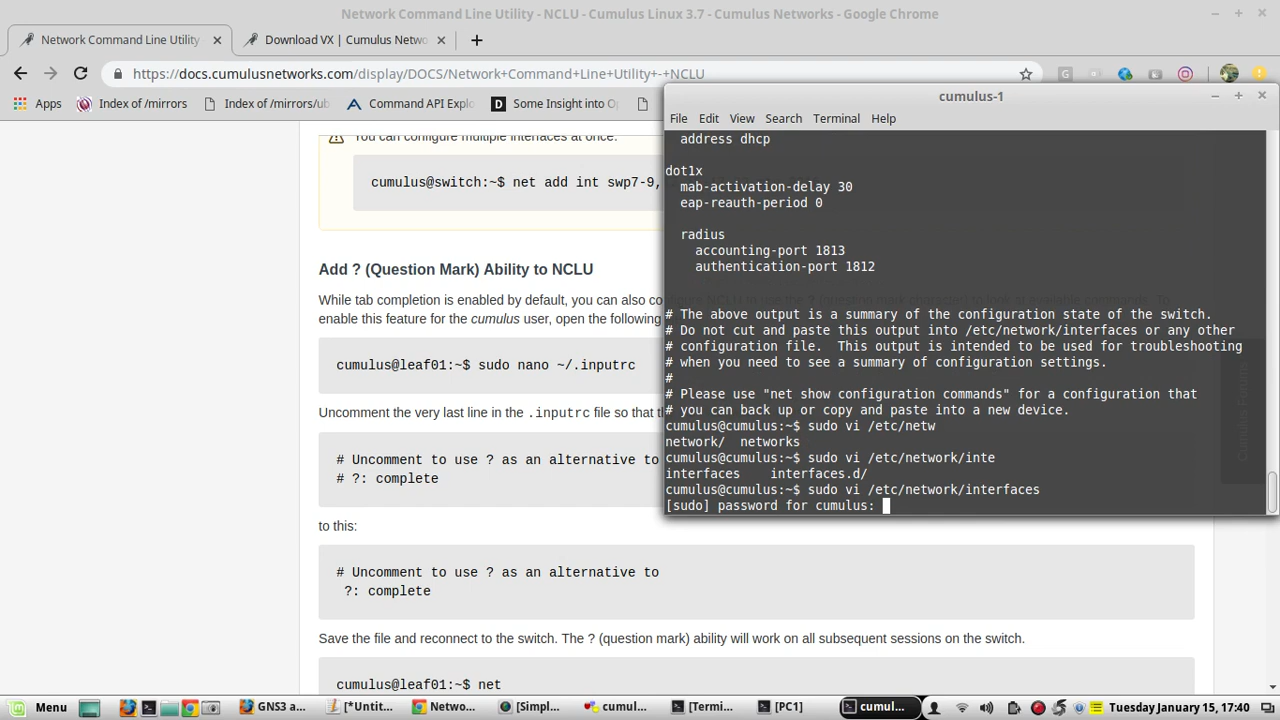 Network Command Line Utility - NCLU - Cumulus Linux 3.7 - Cumulus Networks - Google Chrome
Network Command Line Utility
Download VX | Cumulus Netwo
https://docs.cumulusnetworks.com/display/DOCS/Network+Command+Line+Utility+-+NCLU
Apps
Index of /mirrors
Index of /mirrors/ub
Command API Explo
Some Insight into Op
You can configure multiple interfaces at once:
cumulus@switch:~$ net add int swp7-9,
Add ? (Question Mark) Ability to NCLU
While tab completion is enabled by default, you can also
enable this feature for the cumulus user, open the following
cumulus@leaf01:~$ sudo nano ~/.inputrc
Uncomment the very last line in the .inputrc file so that
# Uncomment to use ? as an alternative to
# ?: complete
to this:
# Uncomment to use ? as an alternative to
?: complete
Save the file and reconnect to the switch. The ? (question mark) ability will work on all subsequent sessions on the switch.
cumulus@leaf01:~$ net
cumulus-1
File Edit View Search Terminal Help
address dhcp
dot1x
mab-activation-delay 30
eap-reauth-period 0
radius
accounting-port 1813
authentication-port 1812
# The above output is a summary of the configuration state of the switch.
# Do not cut and paste this output into /etc/network/interfaces or any other
# configuration file.  This output is intended to be used for troubleshooting
# when you need to see a summary of configuration settings.
#
# Please use "net show configuration commands" for a configuration that
# you can back up or copy and paste into a new device.
cumulus@cumulus:~$ sudo vi /etc/netw
network/  networks
cumulus@cumulus:~$ sudo vi /etc/network/inte
interfaces    interfaces.d/
cumulus@cumulus:~$ sudo vi /etc/network/interfaces
[sudo] password for cumulus:
Cumulus Forums
Menu
GNS3 a...
[*Untit...
Netwo...
[Simpl...
cumul...
[Termi...
[PC1]
cumul...
Tuesday January 15, 17:40